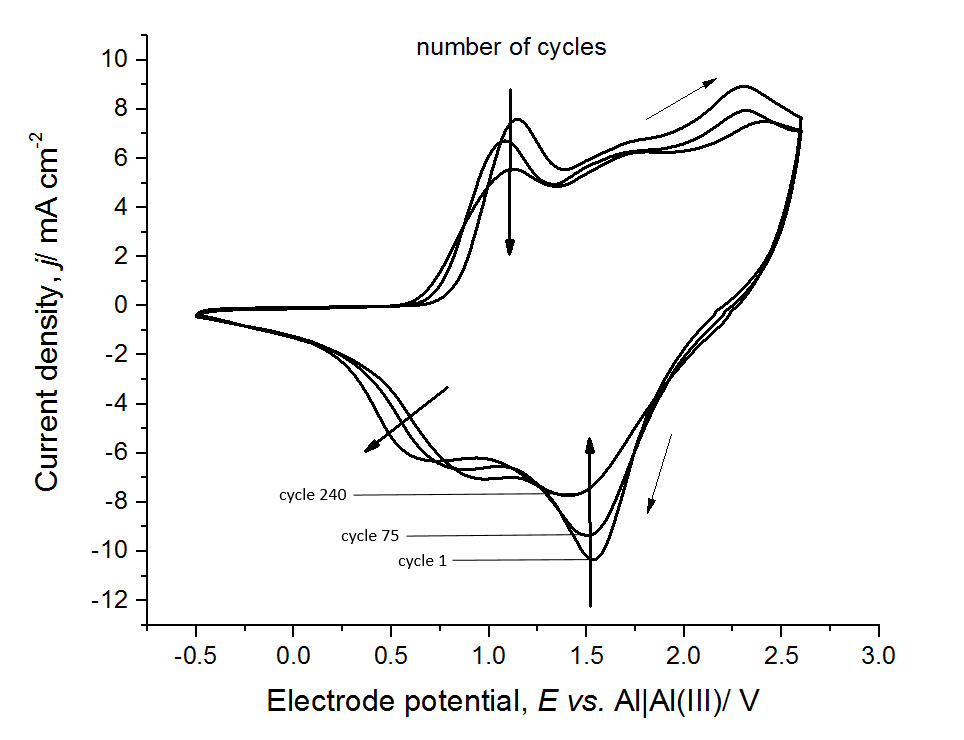 number of cycles
Current density, j/ mA cm-2
10
8
6
4
2
0
-2
-4
-6
-8
-10
-12
cycle 240
cycle 75
cycle 1
-0.5 0.0 0.5 1.0 1.5 2.0 2.5 3.0
Electrode potential, E vs. Al|Al(III)/ V